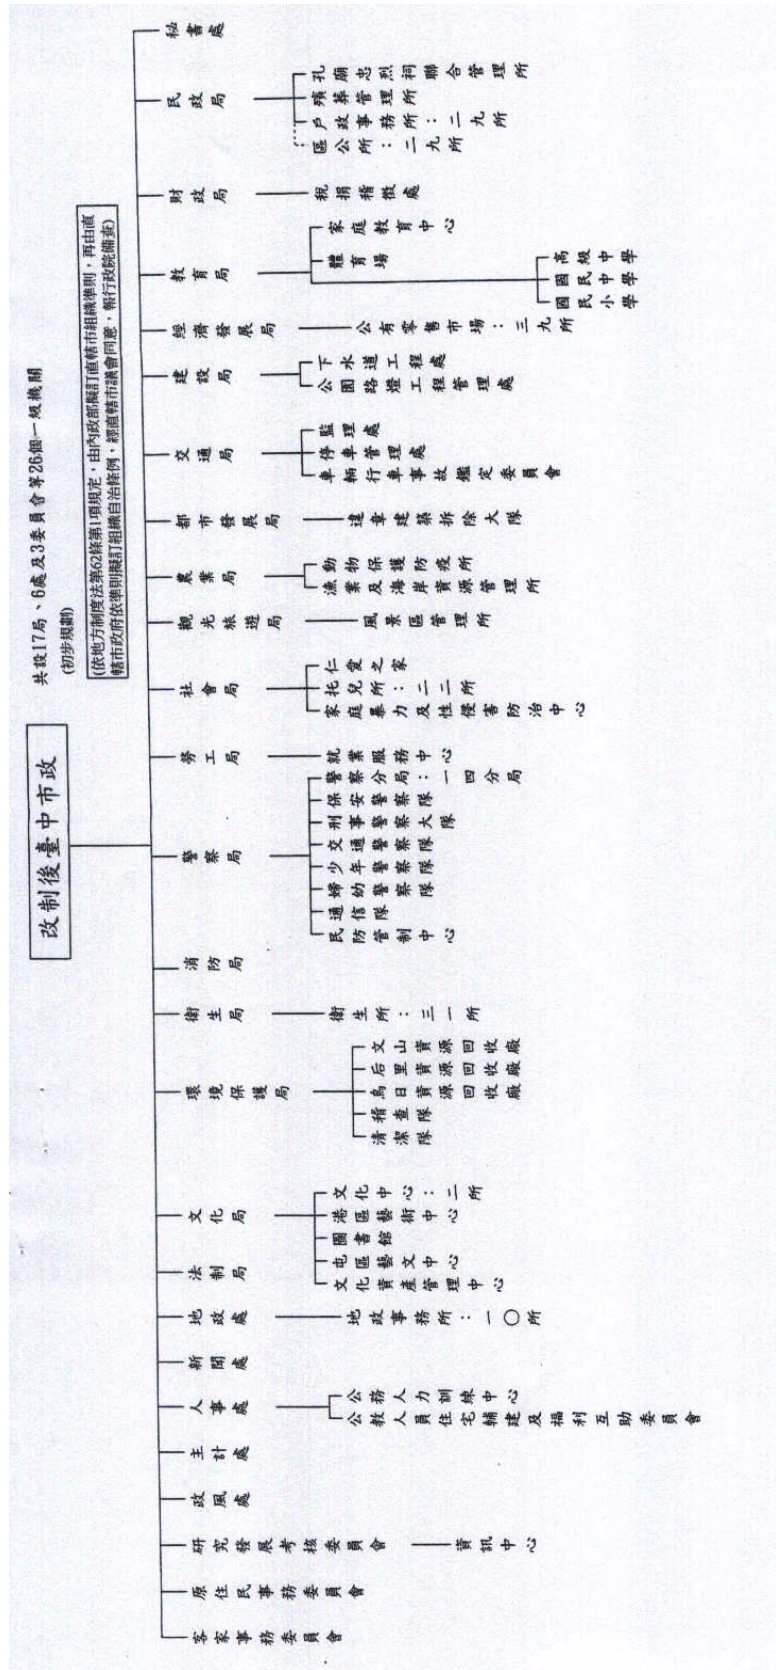 改制後臺中市政
共設17局、6處及3委員會等26個一級機關
(初步規劃)
(依地方制度法第62條第1項規定，由內政部擬訂直轄市組織準則，再由直
轄市政府依準則擬訂組織自治條例，經直轄市議會同意，報行政院備查)
秘書處
民政局
孔廟忠烈祠聯合管理所
殯葬管理所
戶政事務所：二九所
區公所：二九所
財政局
稅捐稽徵處
教育局
家庭教育中心
體育場
高級中學
國民中學
國民小學
經濟發展局
公有零售市場：三九所
建設局
下水道工程處
公園路燈工程管理處
交通局
監理處
停車管理處
車輛行車事故鑑定委員會
都市發展局
違章建築拆除大隊
農業局
動物保護防疫所
漁業及海岸資源管理所
觀光旅遊局
風景區管理所
社會局
仁愛之家
托兒所：二二所
家庭暴力及性侵害防治中心
勞工局
就業服務中心
警察局
警察分局：一四分局
保安警察隊
刑事警察大隊
交通警察隊
少年警察隊
婦幼警察隊
通信隊
民防管制中心
消防局
衛生局
衛生所：三一所
環境保護局
文山資源回收廠
后里資源回收廠
烏日資源回收廠
稽查隊
清潔隊
文化局
文化中心：二所
港區藝術中心
圖書館
屯區藝文中心
文化資產管理中心
法制局
地政處
地政事務所：一〇所
新聞處
人事處
公務人力訓練中心
公教人員住宅輔建及福利互助委員會
主計處
政風處
研究發展考核委員會
資訊中心
原住民事務委員會
客家事務委員會